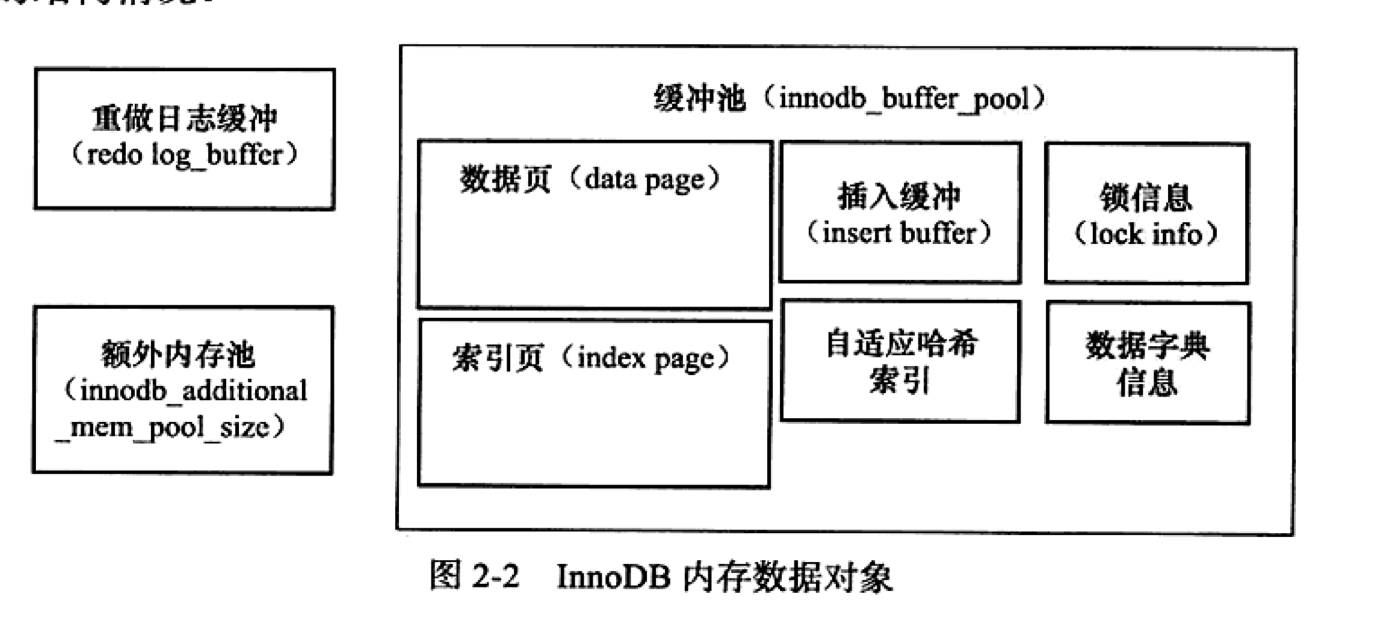 重做日志缓冲
（redo log_buffer）
额外内存池
（innodb_additional
_mem_pool_size）
缓冲池（innodb_buffer_pool）
数据页（data page）
插入缓冲
（insert buffer）
锁信息
（lock info）
索引页（index page）
自适应哈希
索引
数据字典
信息
图 2-2 InnoDB 内存数据对象